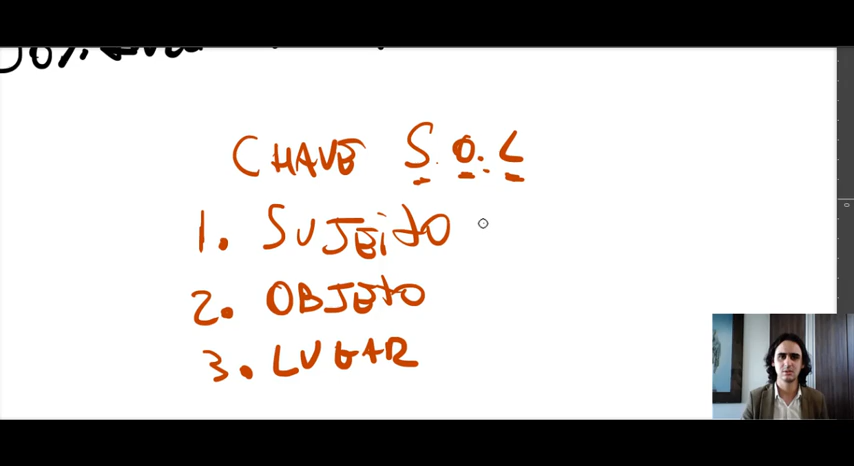 CHAVE S.O.L
1. SUJEITO
2. OBJETO
3. LUGAR